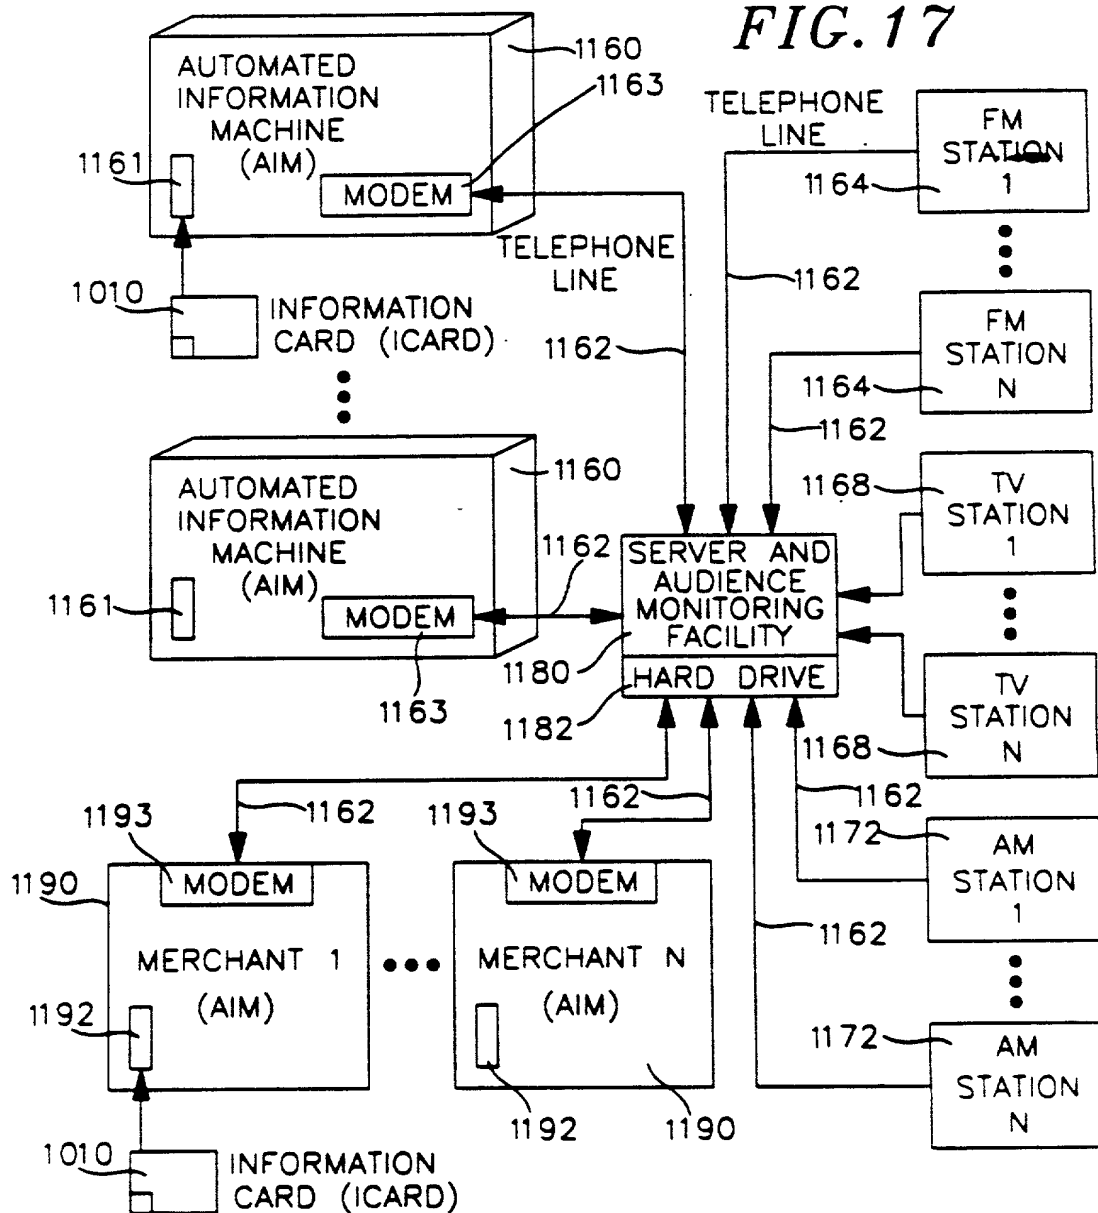 FIG. 17
AUTOMATED
INFORMATION
MACHINE
(AIM)
1160
1163
1161
MODEM
TELEPHONE
LINE
1010
INFORMATION
CARD (ICARD)
1162
TELEPHONE
LINE
FM
STATION
1
1164
1162
FM
STATION
N
1164
1162
AUTOMATED
INFORMATION
MACHINE
(AIM)
1160
1161
MODEM
1163
1162
SERVER AND
AUDIENCE
MONITORING
FACILITY
1180
HARD DRIVE
1182
1168
TV
STATION
1
TV
STATION
N
1168
1162
1172
AM
STATION
1
1162
1172
AM
STATION
N
1162
1162
1193
MODEM
1190
MERCHANT 1
(AIM)
1192
1193
MODEM
MERCHANT N
(AIM)
1192
1190
1010
INFORMATION
CARD (ICARD)